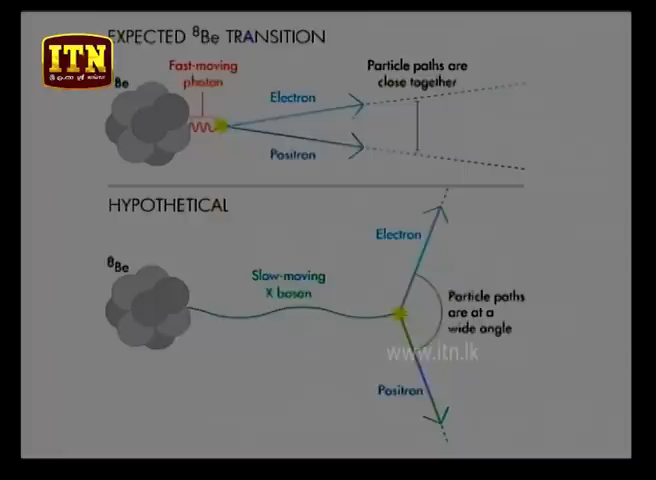 EXPECTED ⁸Be TRANSITION
ITN
Be
Fast-moving
photon
Electron
Positron
Particle paths are
close together
HYPOTHETICAL
⁸Be
Slow-moving
X boson
Electron
Positron
Particle paths
are at a
wide angle
www.itn.lk